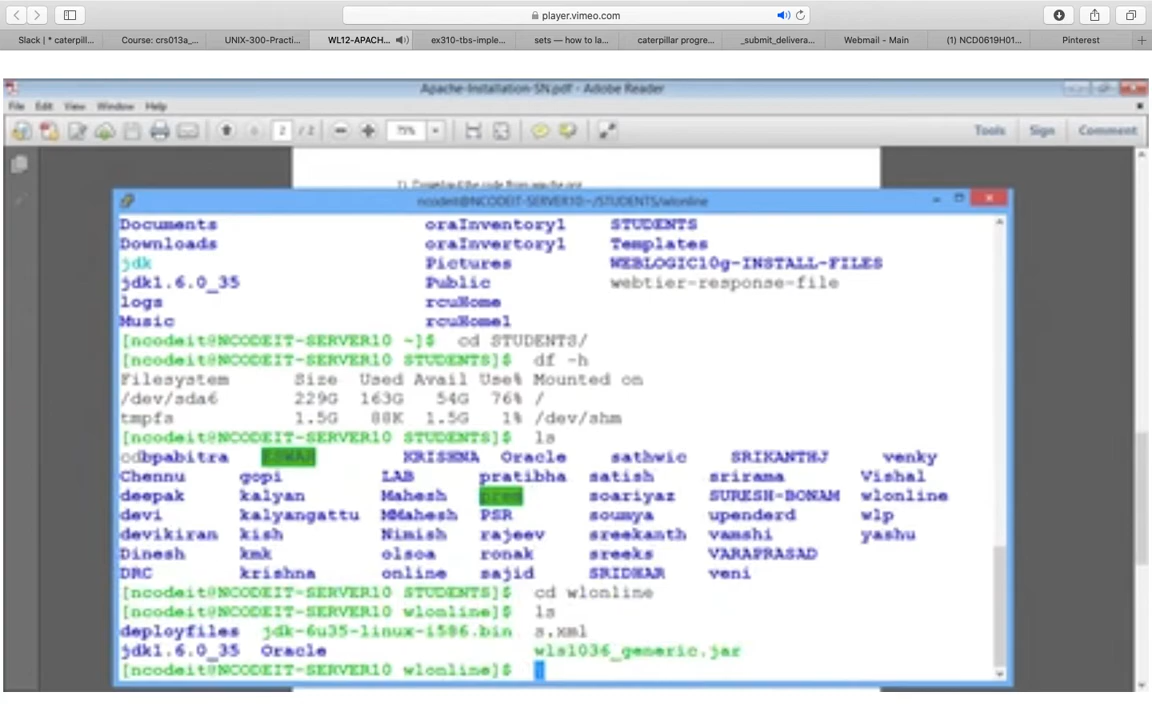 player.vimeo.com
Slack | * caterpill... Course: crs013a_... UNIX-300-Practi... WL12-APACH... ex310-tbs-imple... sets — how to la... caterpillar progre... _submit_delivera... Webmail - Main (1) NCD0619H01... Pinterest
Apache-Installation-SN.pdf - Adobe Reader
File Edit View Window Help
2 / 2 75% Tools Sign Comment
ncodeit@NCODEIT-SERVER10:~/STUDENTS/wlonline
Documents oraInventory1 STUDENTS
Downloads oraInvertory1 Templates
jdk Pictures WEBLOGIC10g-INSTALL-FILES
jdk1.6.0_35 Public webtier-response-file
logs rcuHome
Music rcuHome1
[ncodeit@NCODEIT-SERVER10 ~]$ cd STUDENTS/
[ncodeit@NCODEIT-SERVER10 STUDENTS]$ df -h
Filesystem Size Used Avail Use% Mounted on
/dev/sda6 229G 163G 54G 76% /
tmpfs 1.5G 88K 1.5G 1% /dev/shm
[ncodeit@NCODEIT-SERVER10 STUDENTS]$ ls
cdbpabitra KRISHNA Oracle sathwic SRIKANTHJ venky
Chennu gopi LAB pratibha satish srirama Vishal
deepak kalyan Mahesh prem soariyaz SURESH-BONAM wlonline
devi kalyangattu MMahesh PSR soumya upenderd wlp
devikiran kish Nimish rajeev sreekanth vamshi yashu
Dinesh kmk olsoa ronak sreeks VARAPRASAD
DRC krishna online sajid SRIDHAR veni
[ncodeit@NCODEIT-SERVER10 STUDENTS]$ cd wlonline
[ncodeit@NCODEIT-SERVER10 wlonline]$ ls
deployfiles jdk-6u35-linux-i586.bin s.xml
jdk1.6.0_35 Oracle wls1036_generic.jar
[ncodeit@NCODEIT-SERVER10 wlonline]$